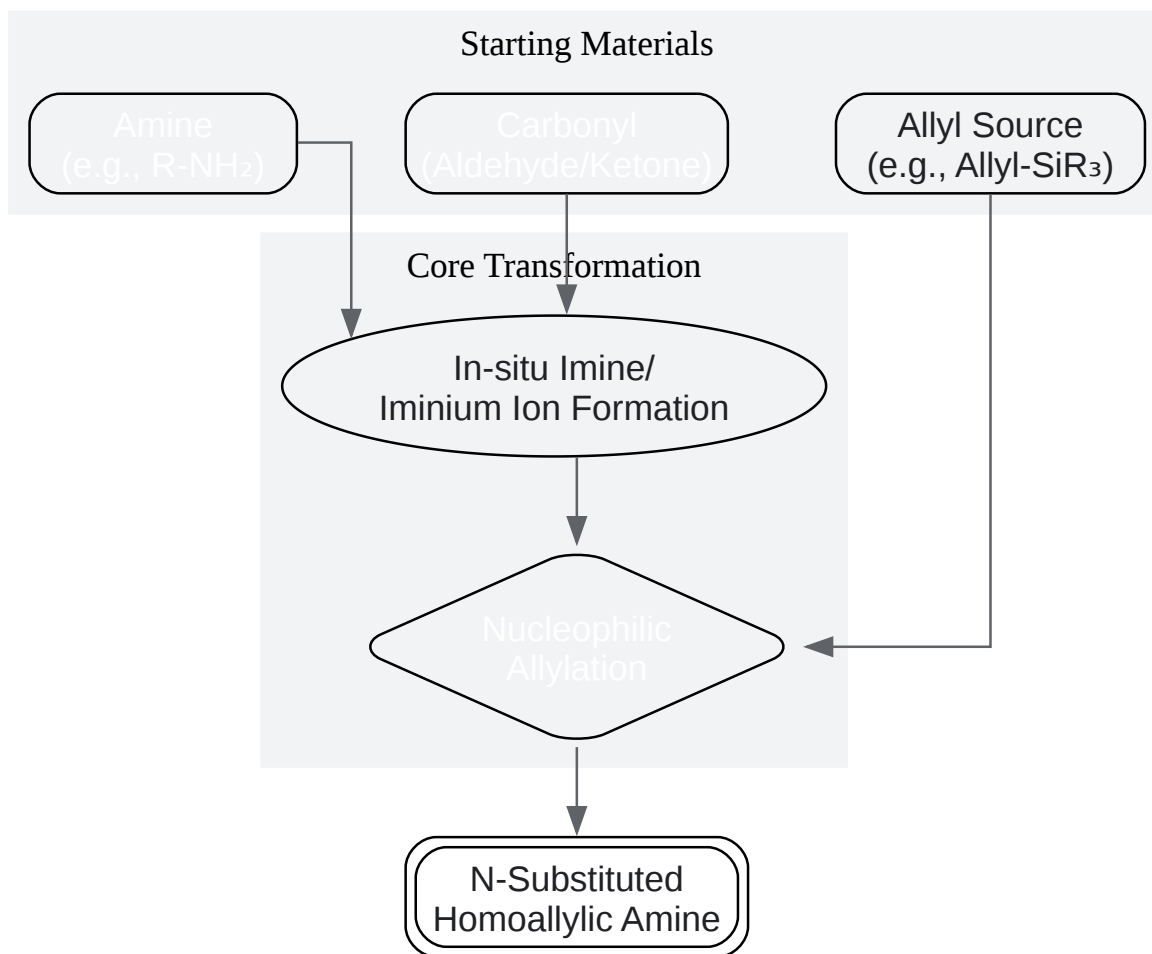 Starting Materials
Amine
(e.g., R-NH₂)
Carbonyl
(Aldehyde/Ketone)
Allyl Source
(e.g., Allyl-SiR₃)
Core Transformation
In-situ Imine/
Iminium Ion Formation
Nucleophilic
Allylation
N-Substituted
Homoallylic Amine